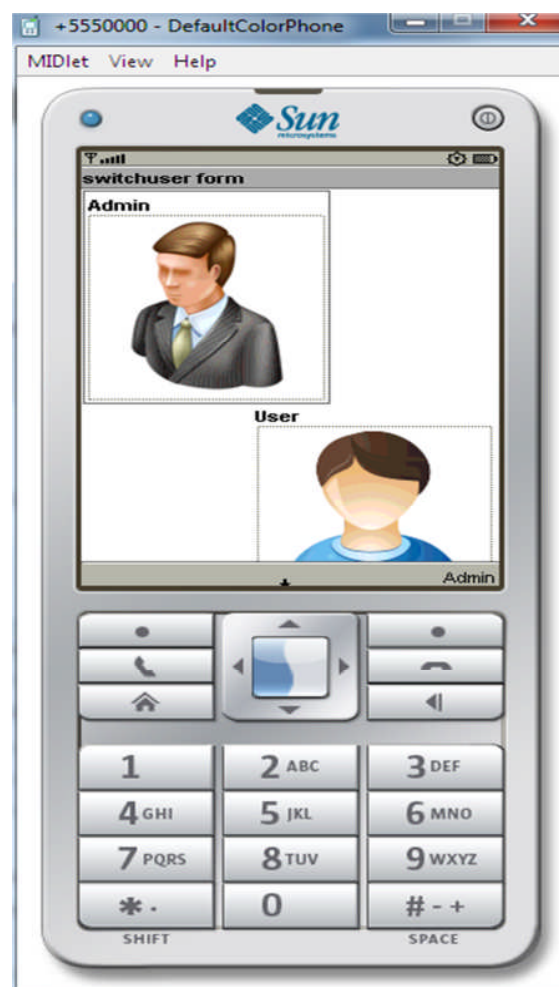 +5550000 - DefaultColorPhone
MIDlet View Help
Sun
microsystems
switchuser form
Admin
User
Admin
1 2 ABC 3 DEF
4 GHI 5 JKL 6 MNO
7 PQRS 8 TUV 9 WXYZ
* . 0 # - +
SHIFT SPACE